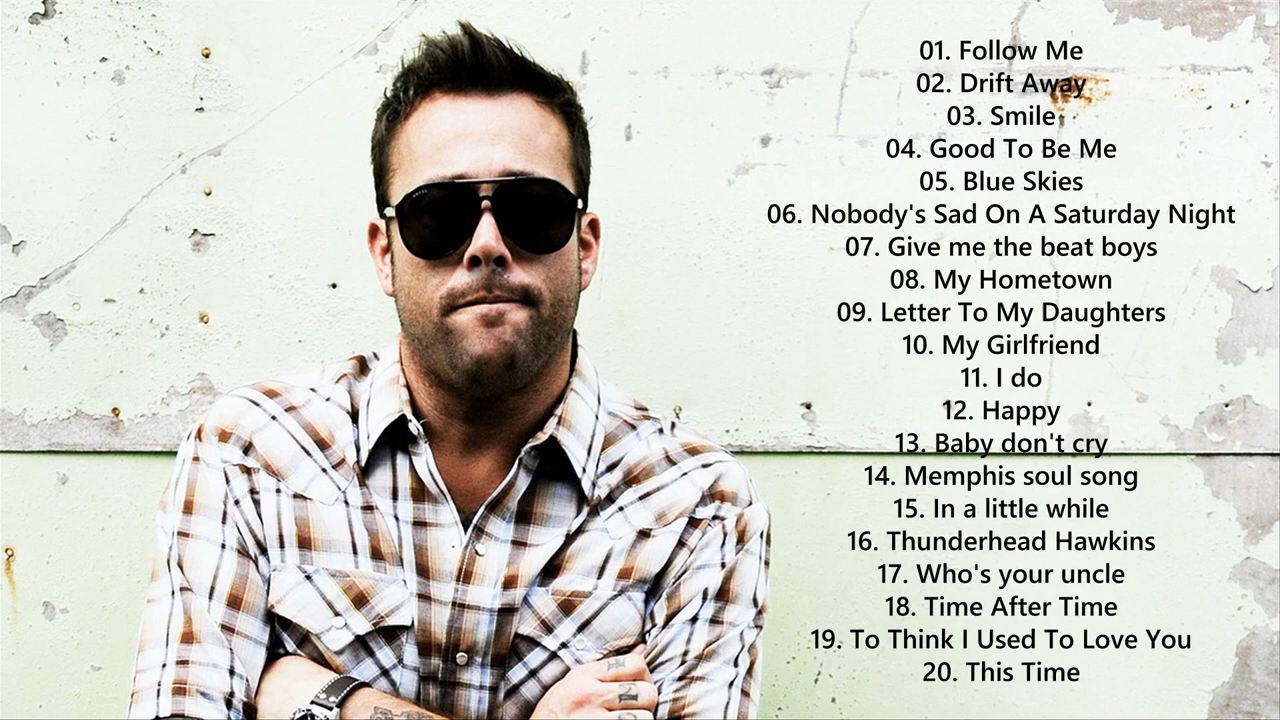 01. Follow Me
02. Drift Away
03. Smile
04. Good To Be Me
05. Blue Skies
06. Nobody's Sad On A Saturday Night
07. Give me the beat boys
08. My Hometown
09. Letter To My Daughters
10. My Girlfriend
11. I do
12. Happy
13. Baby don't cry
14. Memphis soul song
15. In a little while
16. Thunderhead Hawkins
17. Who's your uncle
18. Time After Time
19. To Think I Used To Love You
20. This Time